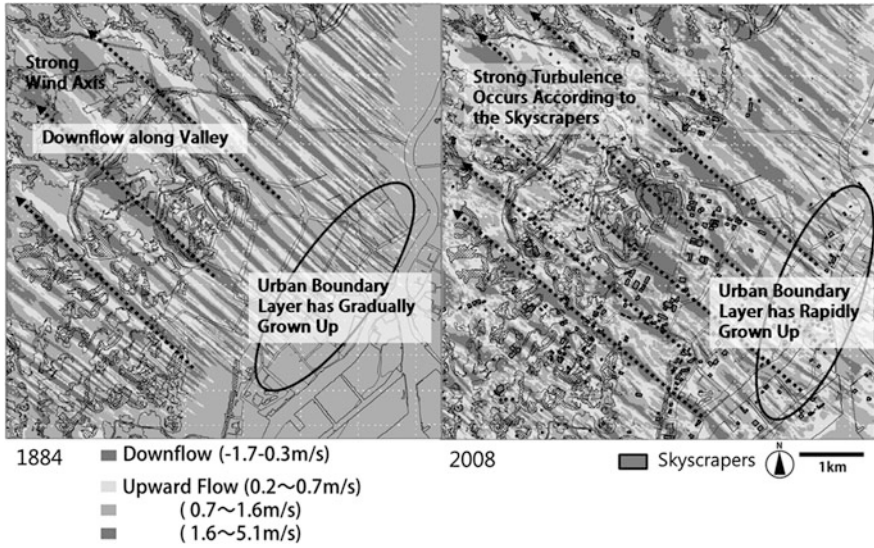 Strong
Wind Axis
Downflow along Valley
Urban Boundary
Layer has Gradually
Grown Up
Strong Turbulence
Occurs According to
the Skyscrapers
Urban Boundary
Layer has Rapidly
Grown Up
1884
Downflow (-1.7-0.3m/s)
Upward Flow (0.2～0.7m/s)
( 0.7～1.6m/s)
( 1.6～5.1m/s)
2008
Skyscrapers
N
1km